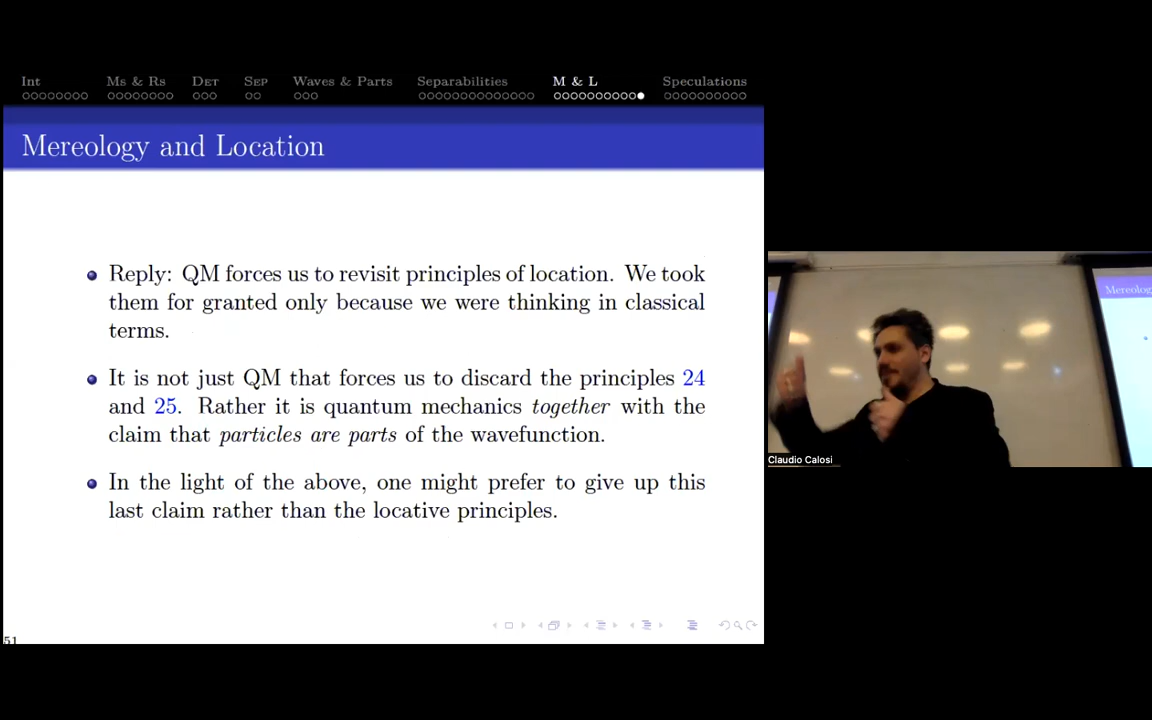 Int Ms & Rs DET SEP Waves & Parts Separabilities M & L Speculations
Mereology and Location
Reply: QM forces us to revisit principles of location. We took
them for granted only because we were thinking in classical
terms.
It is not just QM that forces us to discard the principles 24
and 25. Rather it is quantum mechanics together with the
claim that particles are parts of the wavefunction.
In the light of the above, one might prefer to give up this
last claim rather than the locative principles.
51
Mereolog
Claudio Calosi